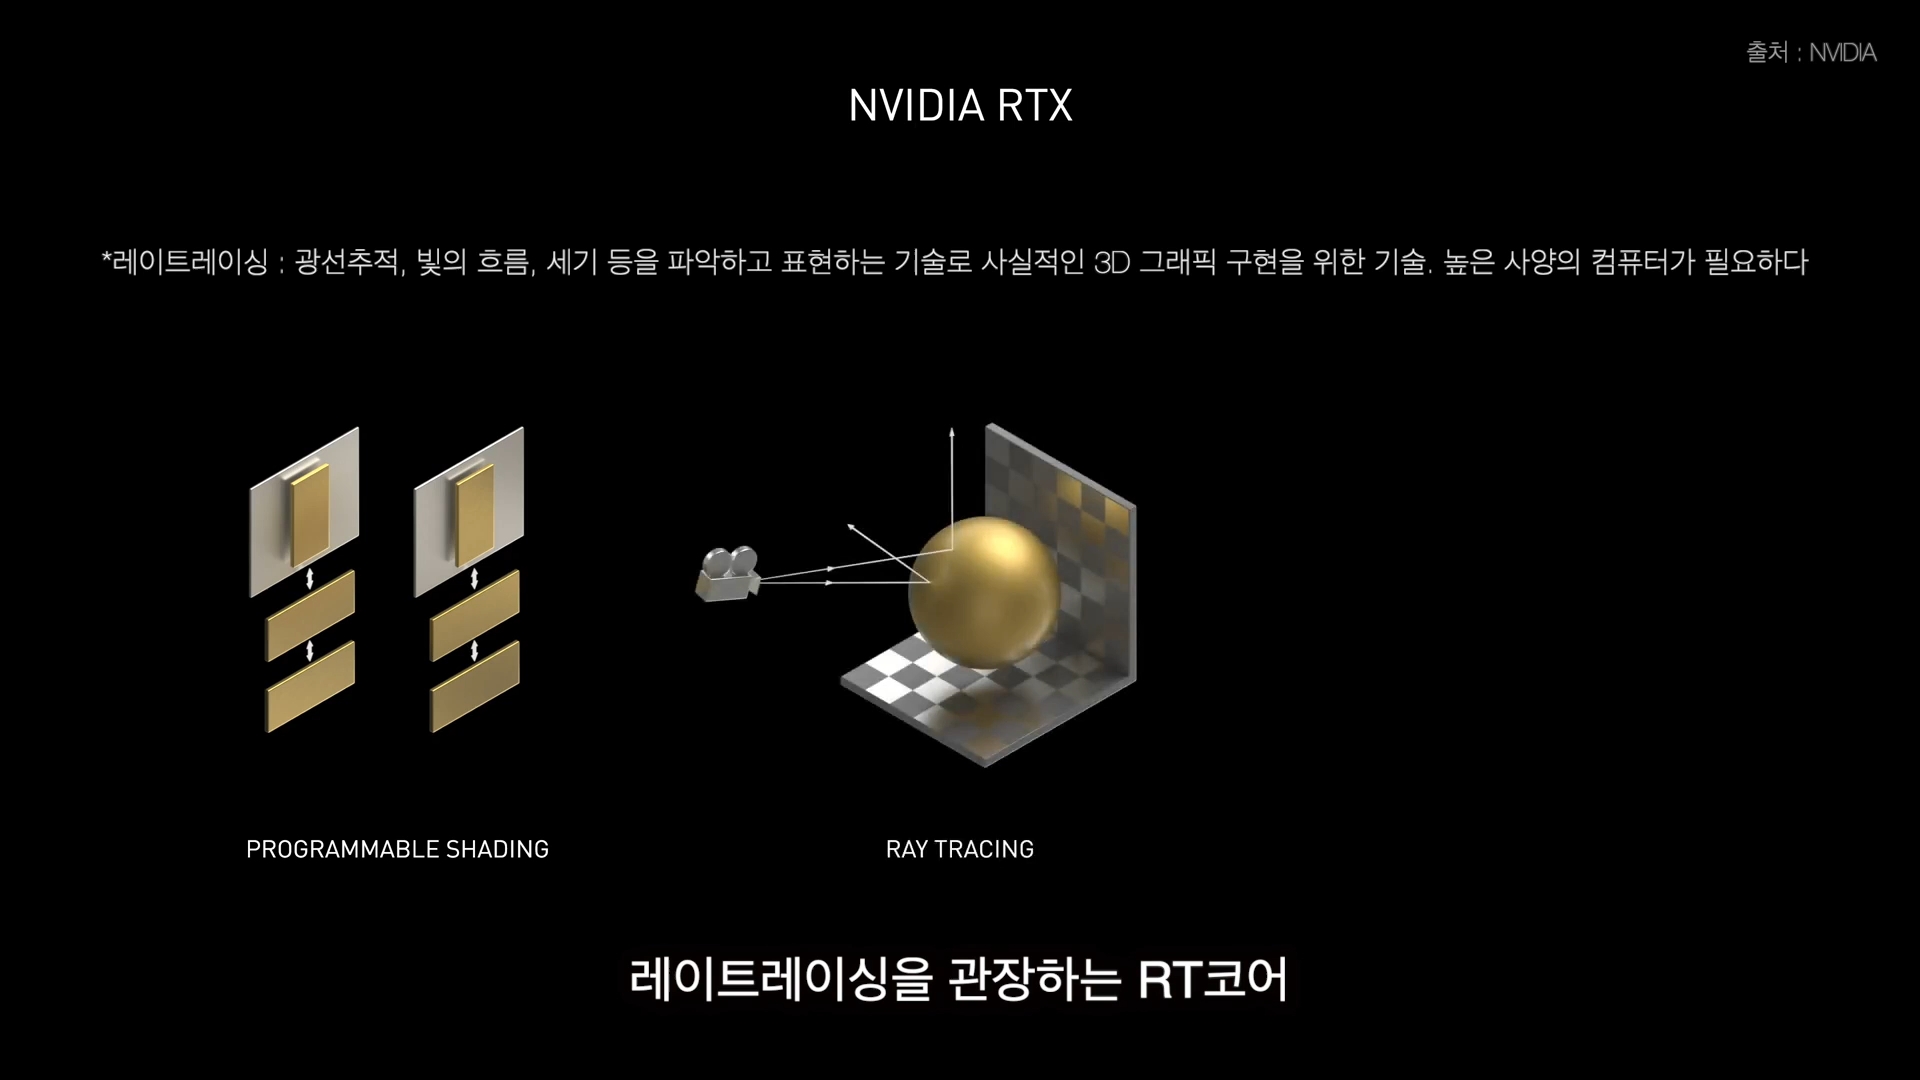 출처 : NVIDIA
NVIDIA RTX
*레이트레이싱 : 광선추적, 빛의 흐름, 세기 등을 파악하고 표현하는 기술로 사실적인 3D 그래픽 구현을 위한 기술. 높은 사양의 컴퓨터가 필요하다
PROGRAMMABLE SHADING
RAY TRACING
레이트레이싱을 관장하는 RT코어